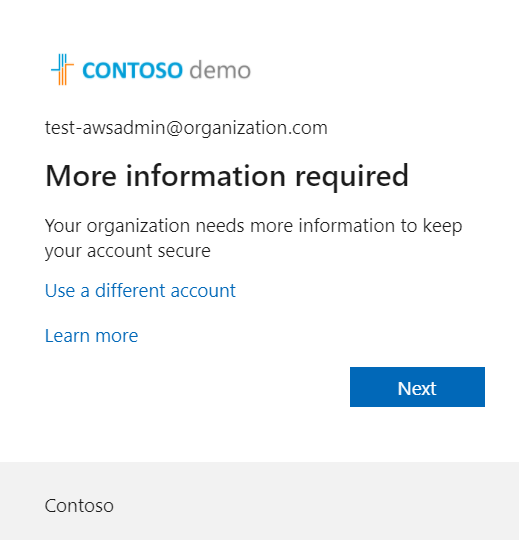 CONTOSO demo
test-awsadmin@organization.com
More information required
Your organization needs more information to keep
your account secure
Use a different account
Learn more
Next
Contoso